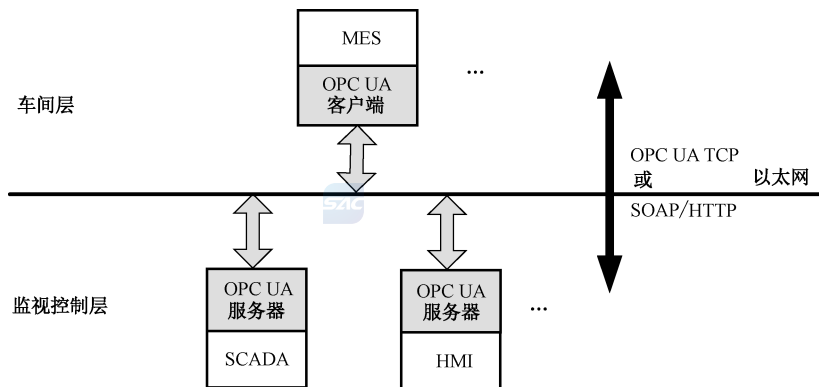 MES
...
OPC UA
客户端
车间层
OPC UA TCP
或
以太网
SAC
SOAP/HTTP
OPC UA
服务器
OPC UA
服务器
...
监视控制层
SCADA
HMI